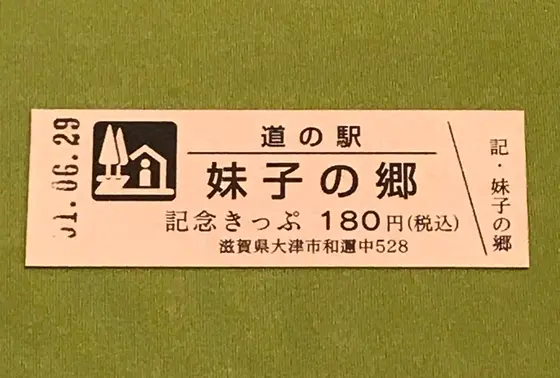 01.06.29
道の駅
妹子の郷
記念きっぷ 180円(税込)
滋賀県大津市和邇中528
記・妹子の郷